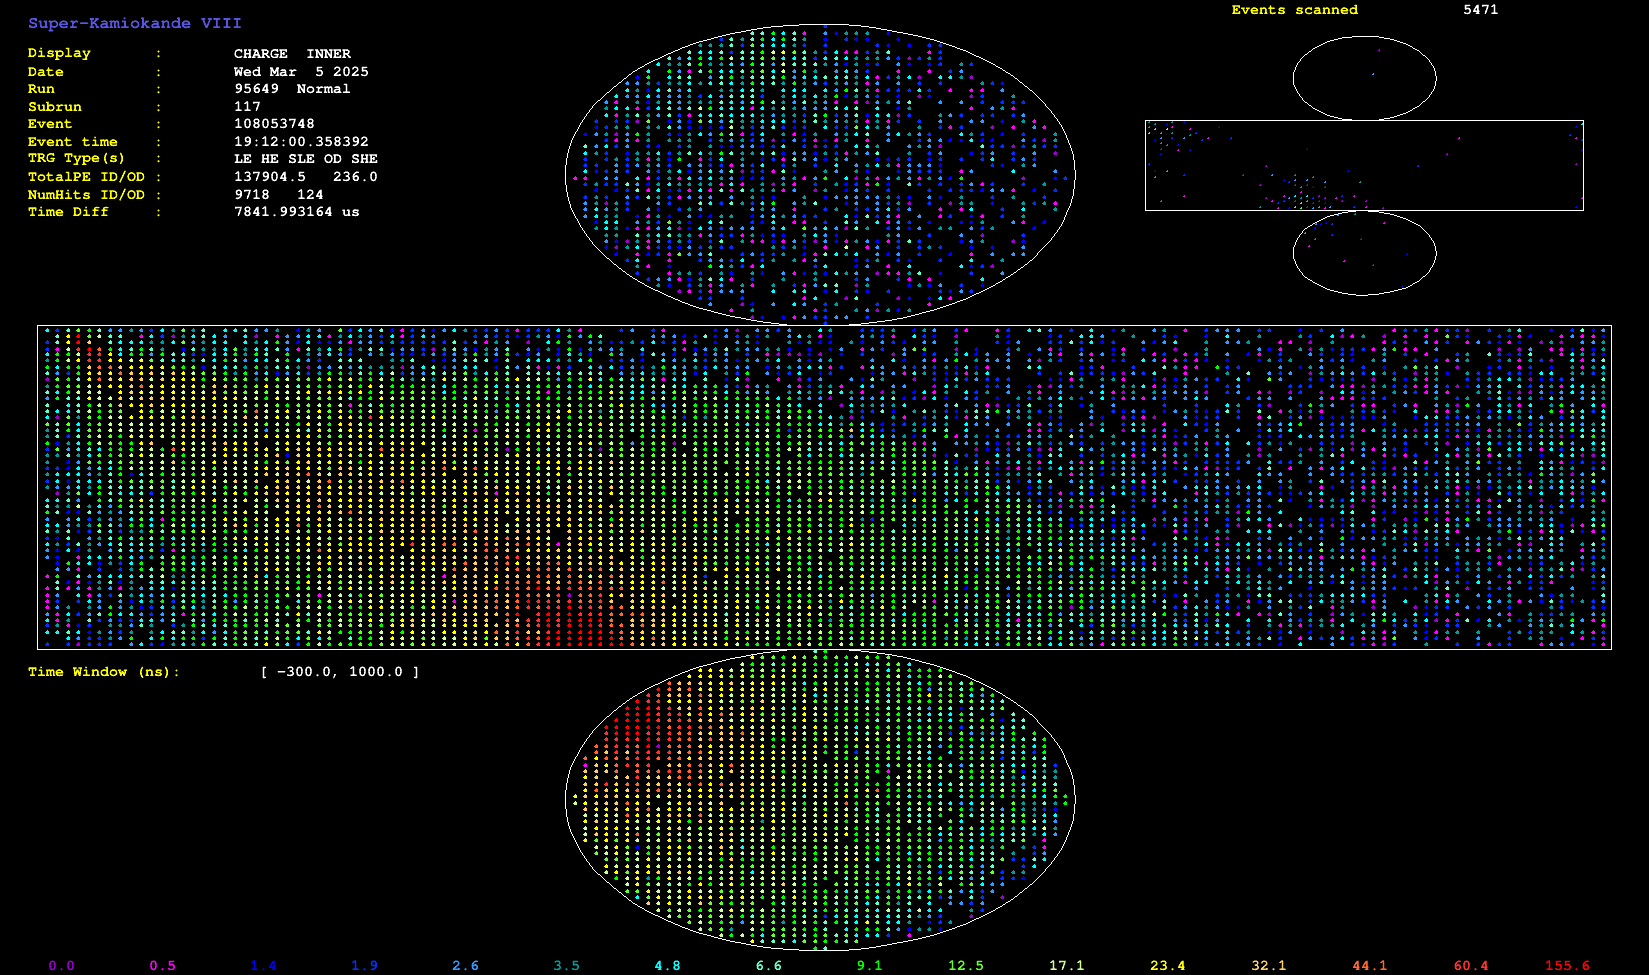 Super-Kamiokande VIII
Events scanned 5471
Display : CHARGE INNER
Date : Wed Mar 5 2025
Run : 95649 Normal
Subrun : 117
Event : 108053748
Event time : 19:12:00.358392
TRG Type(s) : LE HE SLE OD SHE
TotalPE ID/OD : 137904.5 236.0
NumHits ID/OD : 9718 124
Time Diff : 7841.993164 us
Time Window (ns): [ -300.0, 1000.0 ]
0.0 0.5 1.4 1.9 2.6 3.5 4.8 6.6 9.1 12.5 17.1 23.4 32.1 44.1 60.4 155.6